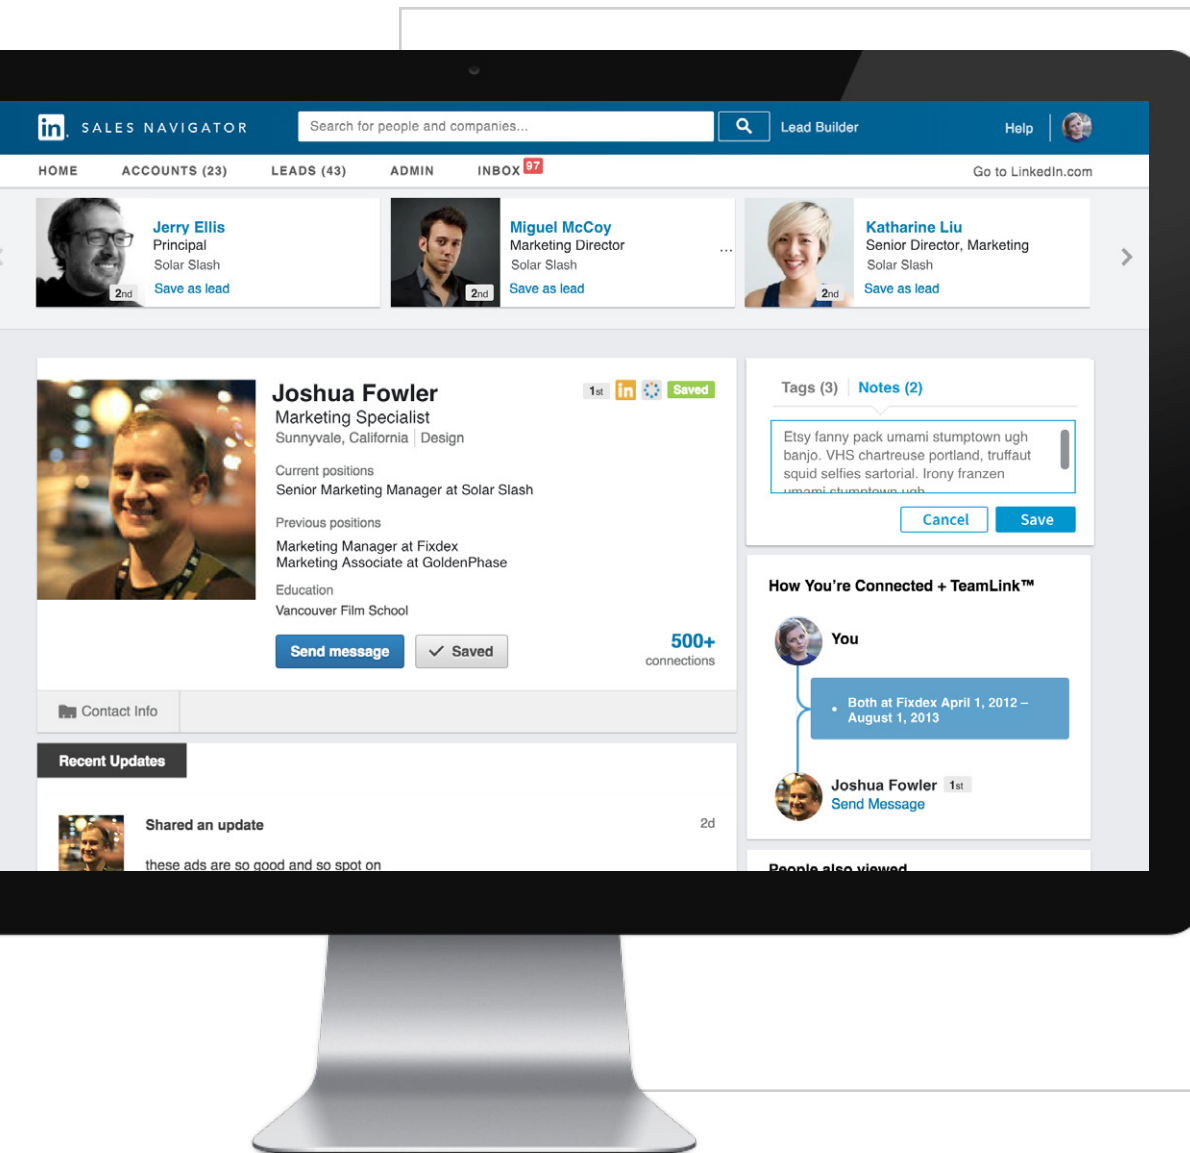 in. SALES NAVIGATOR
Search for people and companies...
Lead Builder
Help
HOME
ACCOUNTS (23)
LEADS (43)
ADMIN
INBOX 97
Go to LinkedIn.com
Jerry Ellis
Principal
Solar Slash
Save as lead
2nd
Miguel McCoy
Marketing Director
...
Solar Slash
Save as lead
2nd
Katharine Liu
Senior Director, Marketing
Solar Slash
Save as lead
2nd
Joshua Fowler
1st in Saved
Marketing Specialist
Sunnyvale, California | Design
Current positions
Senior Marketing Manager at Solar Slash
Previous positions
Marketing Manager at Fixdex
Marketing Associate at GoldenPhase
Education
Vancouver Film School
Send message
✓ Saved
500+
connections
Contact Info
Recent Updates
Shared an update
2d
these ads are so good and so spot on
Tags (3) | Notes (2)
Etsy fanny pack umami stumptown ugh
banjo. VHS chartreuse portland, truffaut
squid selfies sartorial. Irony franzen
umami stumptown ugh
Cancel
Save
How You're Connected + TeamLink™
You
• Both at Fixdex April 1, 2012 –
August 1, 2013
Joshua Fowler 1st
Send Message
People also viewed